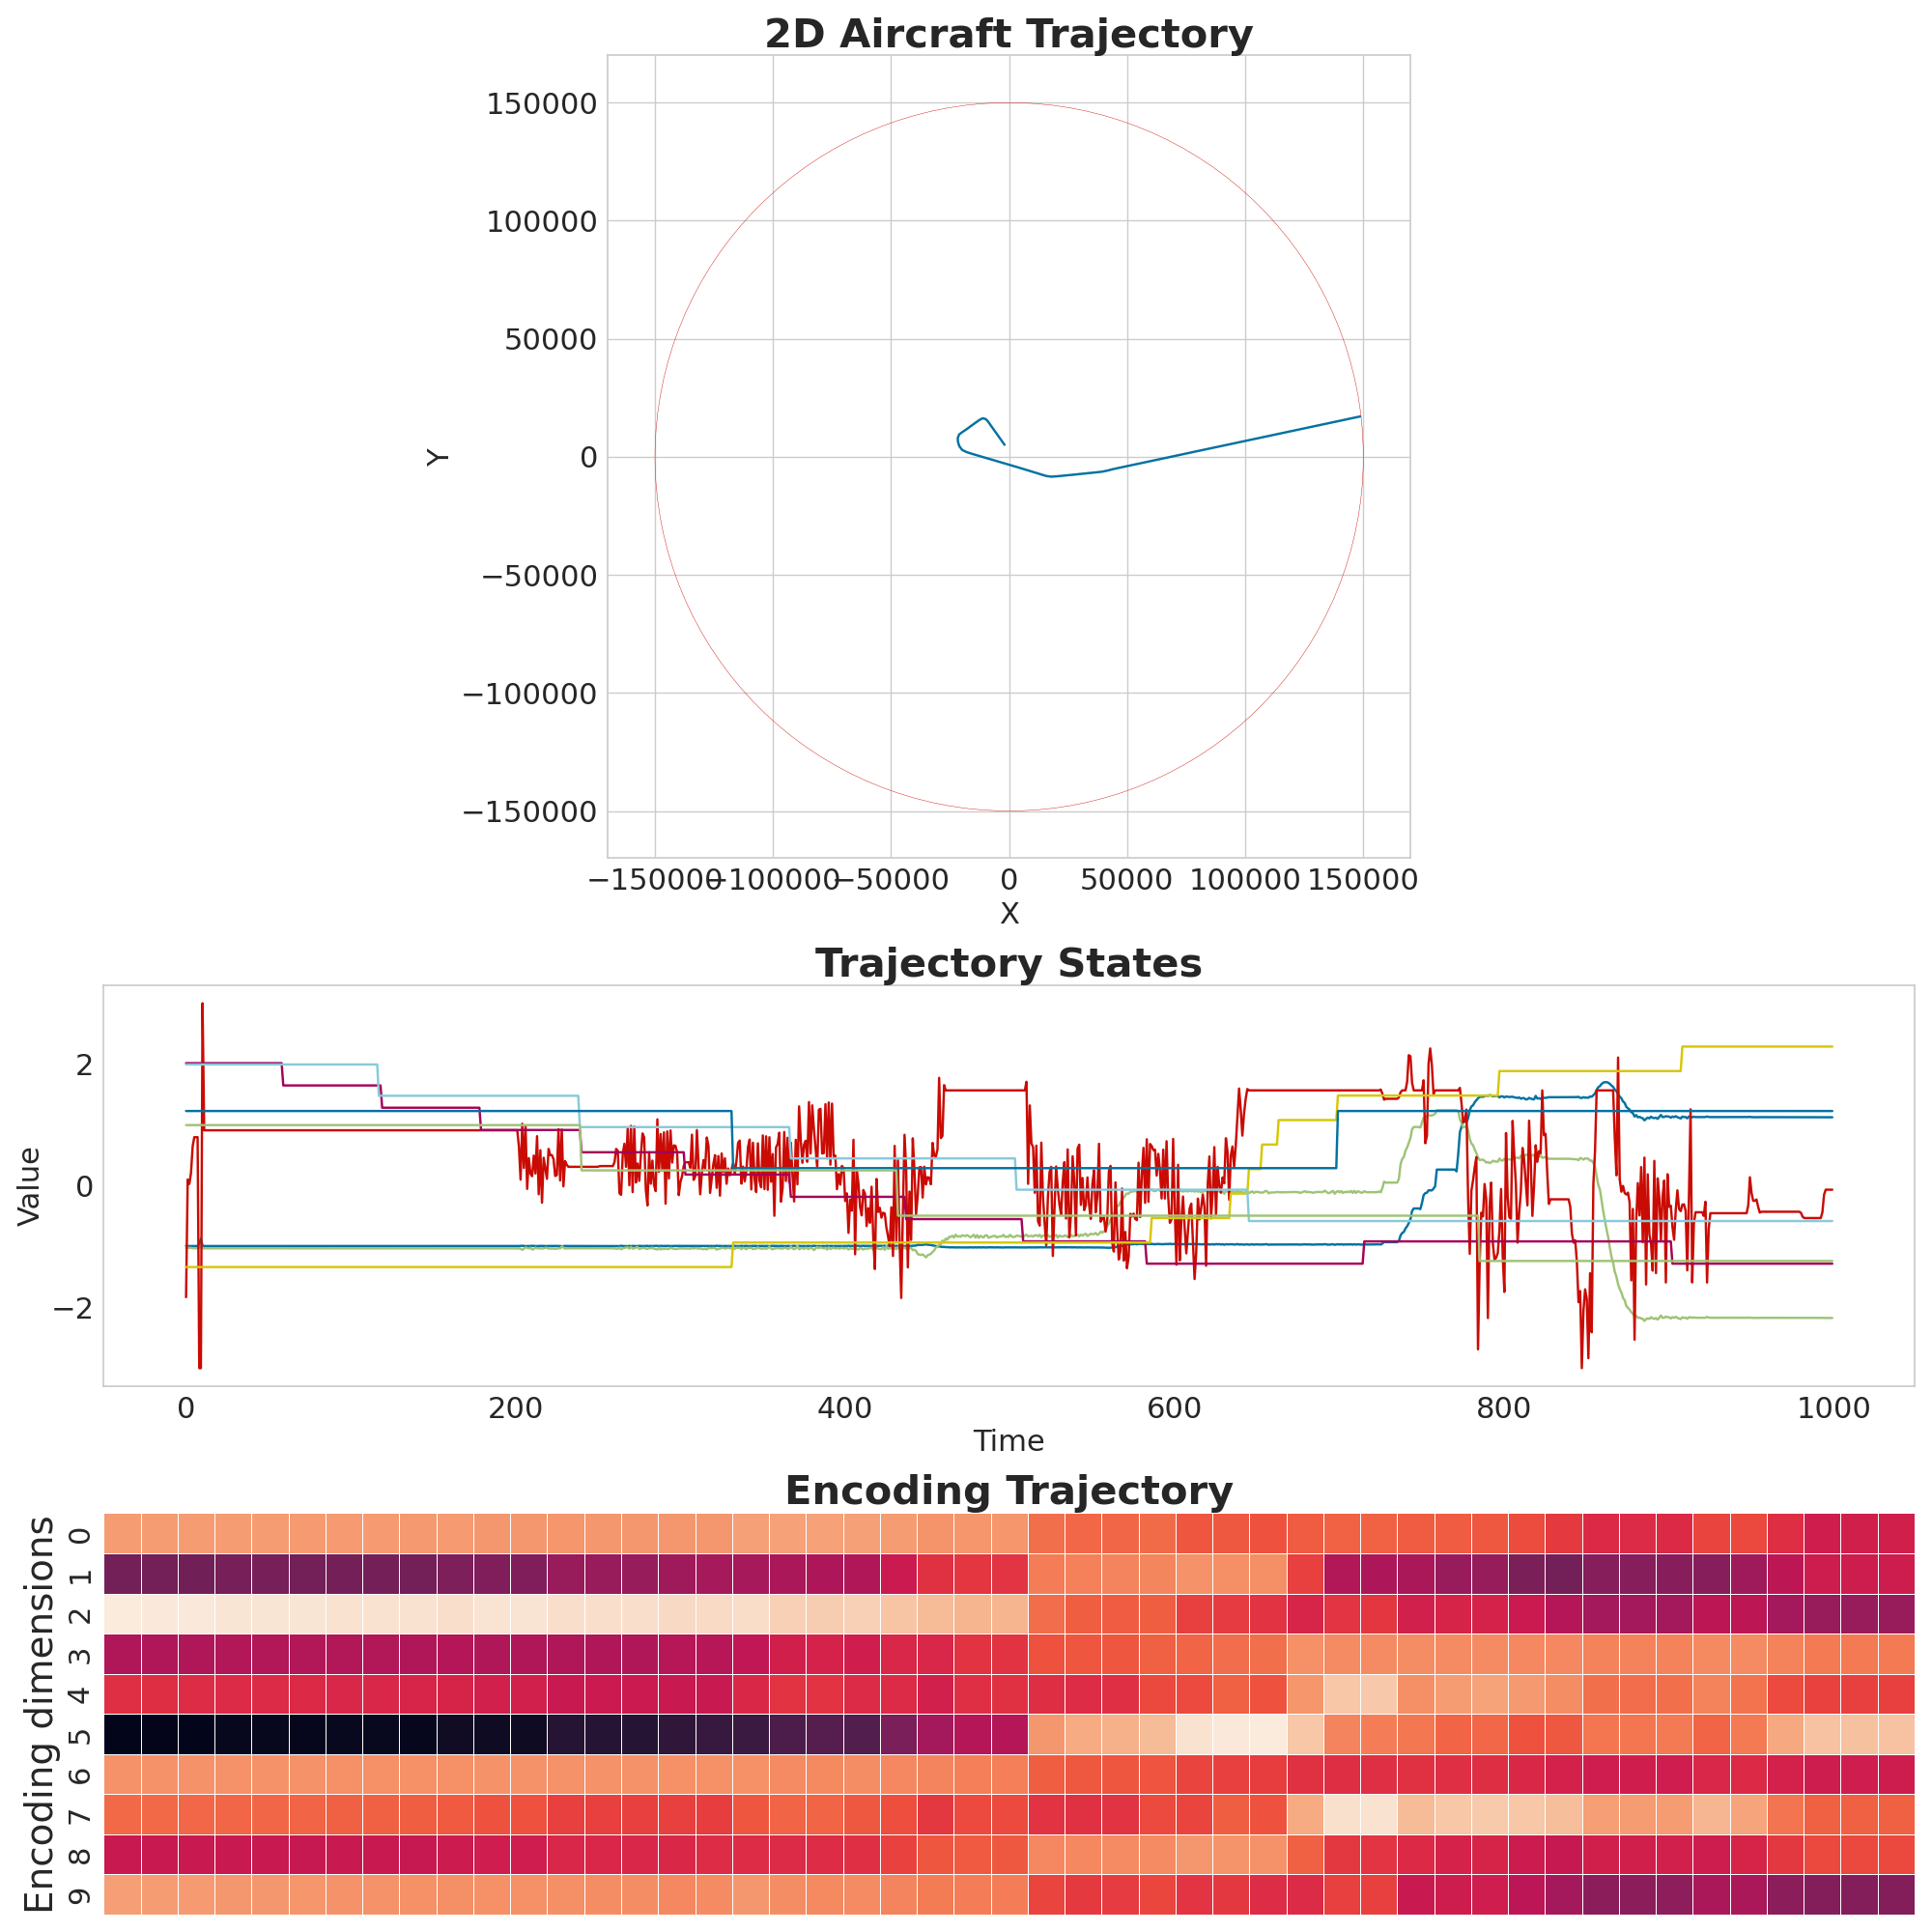 2D Aircraft Trajectory
150000
100000
50000
0
−50000
−100000
−150000
Y
−150000 −100000 −50000 0 50000 100000 150000
X
Trajectory States
2
0
−2
Value
0 200 400 600 800 1000
Time
Encoding Trajectory
Encoding dimensions
0
1
2
3
4
5
6
7
8
9